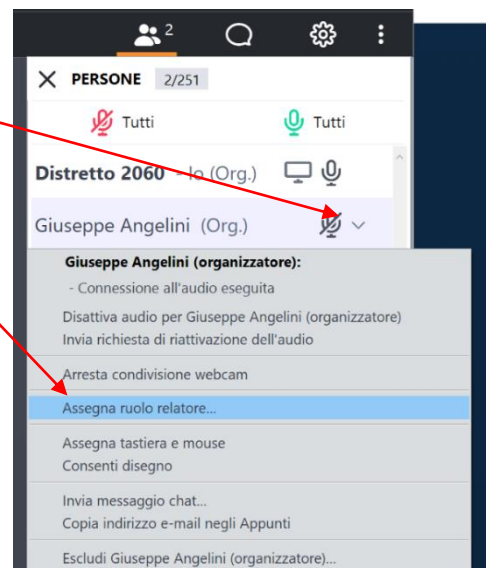 2
PERSONE 2/251
Tutti Tutti
Distretto 2060 - Io (Org.)
Giuseppe Angelini (Org.)
Giuseppe Angelini (organizzatore):
- Connessione all'audio eseguita
Disattiva audio per Giuseppe Angelini (organizzatore)
Invia richiesta di riattivazione dell'audio
Arresta condivisione webcam
Assegna ruolo relatore...
Assegna tastiera e mouse
Consenti disegno
Invia messaggio chat...
Copia indirizzo e-mail negli Appunti
Escludi Giuseppe Angelini (organizzatore)...